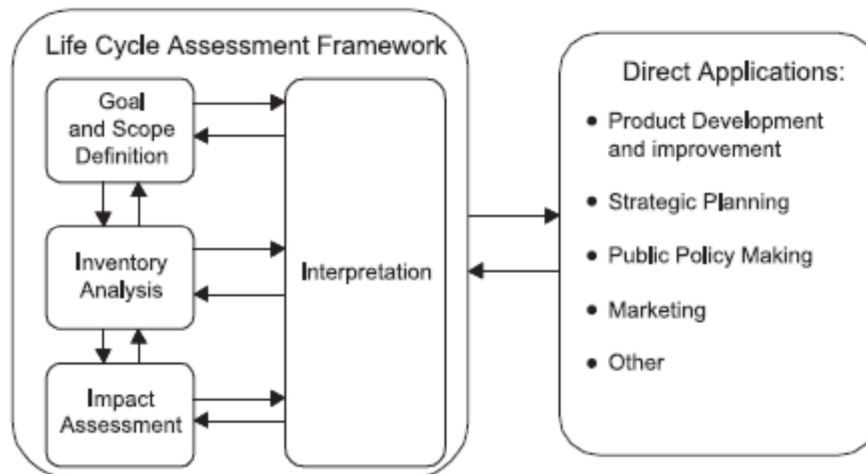 Life Cycle Assessment Framework
Goal
and Scope
Definition
Inventory
Analysis
Impact
Assessment
Interpretation
Direct Applications:
• Product Development
and improvement
• Strategic Planning
• Public Policy Making
• Marketing
• Other